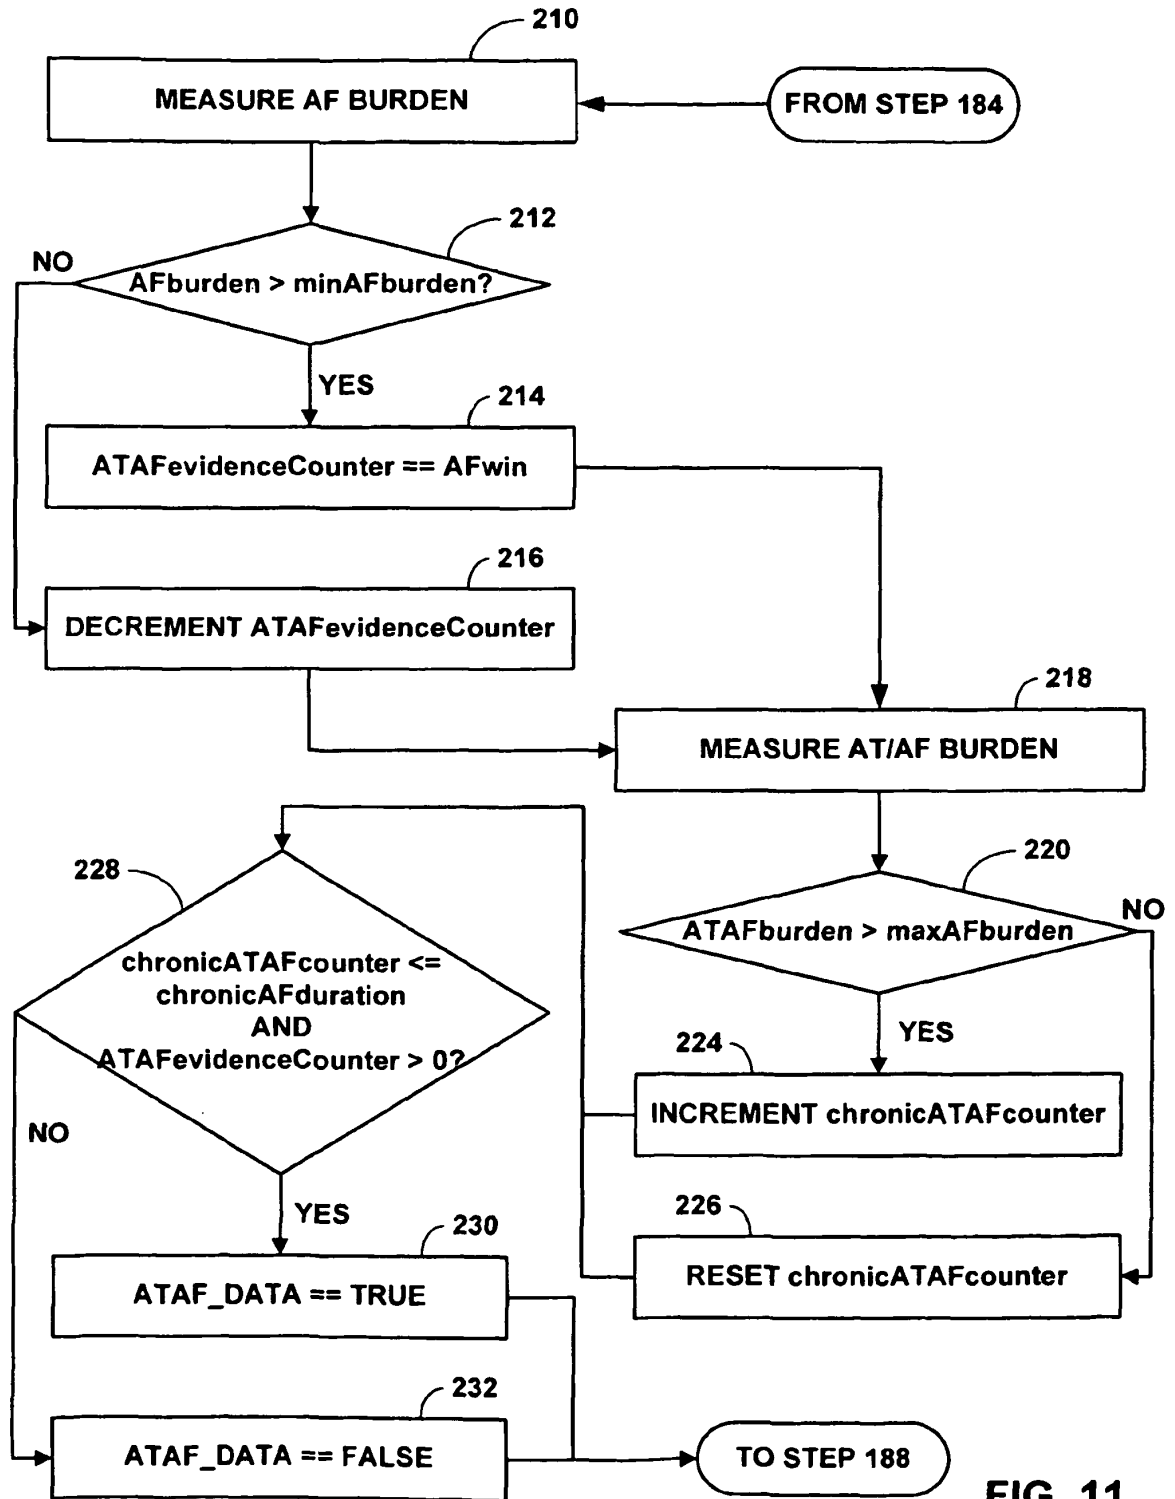 210
MEASURE AF BURDEN
FROM STEP 184
212
NO
AFburden > minAFburden?
YES
214
ATAFevidenceCounter == AFwin
216
DECREMENT ATAFevidenceCounter
218
MEASURE AT/AF BURDEN
220
NO
ATAFburden > maxAFburden
YES
224
INCREMENT chronicATAFcounter
226
RESET chronicATAFcounter
228
chronicATAFcounter <=
chronicAFduration
AND
ATAFevidenceCounter > 0?
NO
YES
230
ATAF_DATA == TRUE
232
ATAF_DATA == FALSE
TO STEP 188
FIG. 11